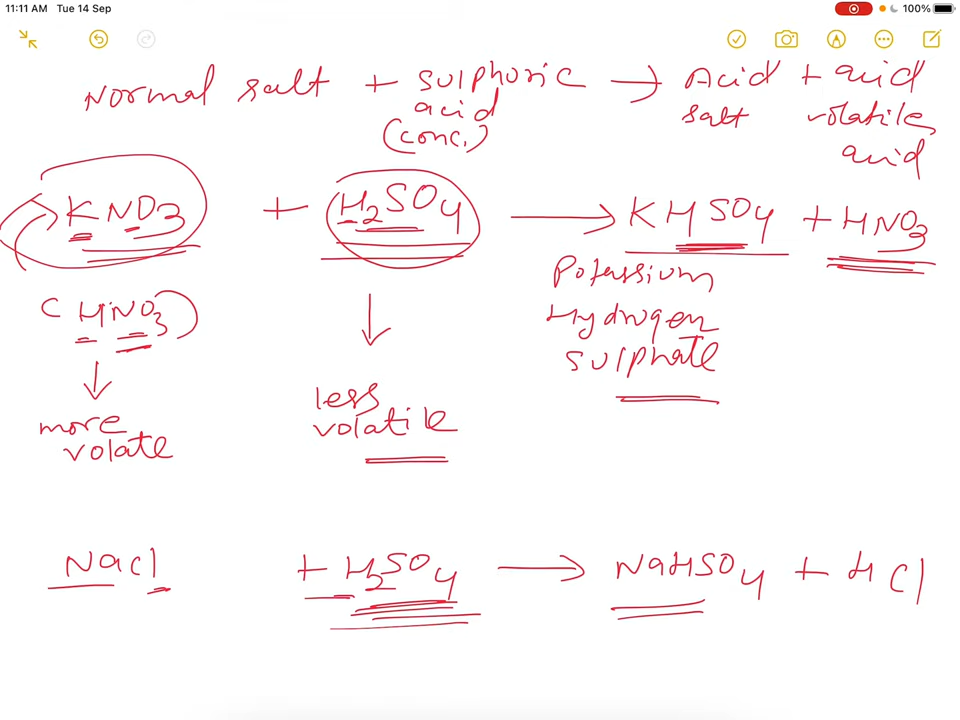 11:11 AM Tue 14 Sep 100%
Normal salt + sulphuric acid (conc.) → Acid salt + acid volatile, acid
KNO3 + H2SO4 → KHSO4 + HNO3
Potassium Hydrogen sulphate
(HNO3)
more volate
less volatile
NaCl + H2SO4 → NaHSO4 + HCl